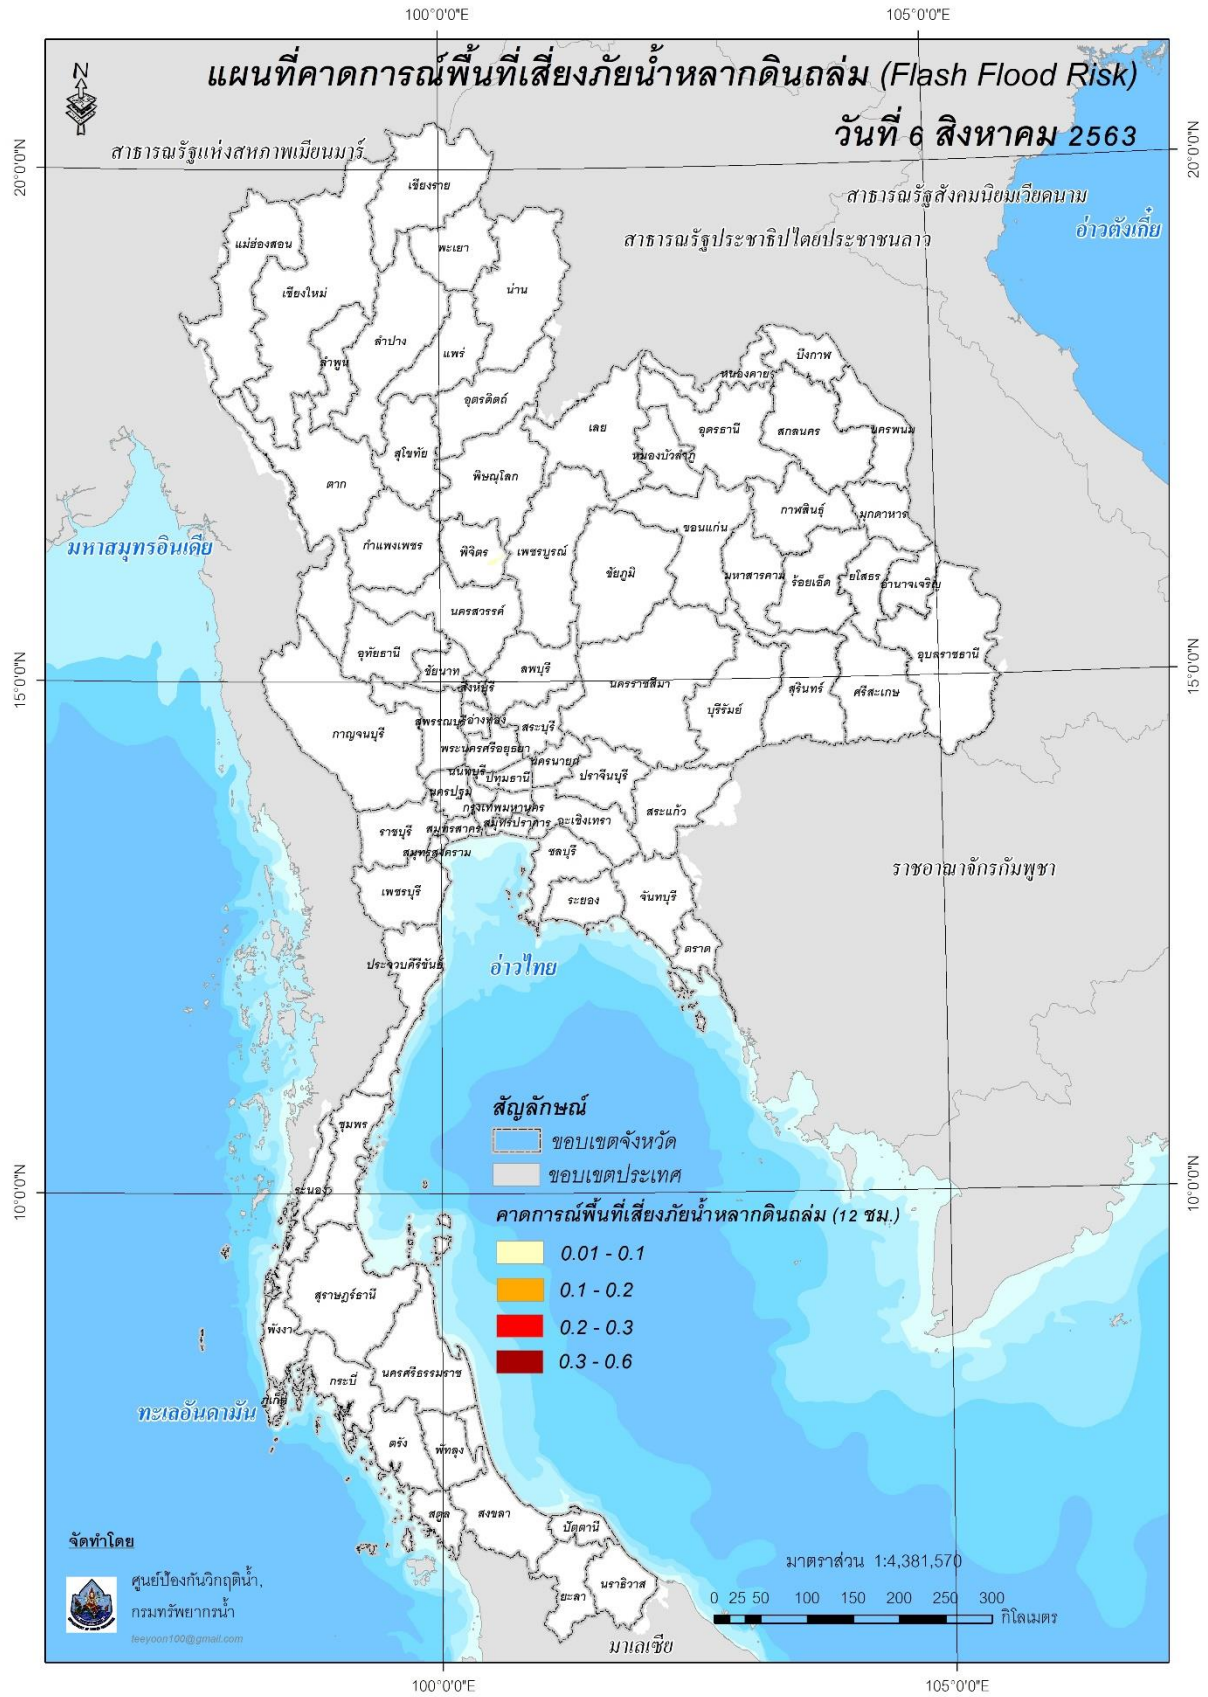 100°0'0"E
105°0'0"E
แผนที่คาดการณ์พื้นที่เสี่ยงภัยน้ำหลากดินถล่ม (Flash Flood Risk)
วันที่ 6 สิงหาคม 2563
N
20°0'0"N
20°0'0"N
สาธารณรัฐแห่งสหภาพเมียนมาร์
สาธารณรัฐสังคมนิยมเวียดนาม
สาธารณรัฐประชาธิปไตยประชาชนลาว
อ่าวตังเกี๋ย
เชียงราย
แม่ฮ่องสอน
พะเยา
เชียงใหม่
น่าน
ลำปาง
แพร่
ลำพูน
บึงกาฬ
หนองคาย
อุตรดิตถ์
เลย
อุดรธานี
สกลนคร
นครพนม
สุโขทัย
หนองบัวลำภู
ตาก
พิษณุโลก
กาฬสินธุ์
มุกดาหาร
ขอนแก่น
มหาสมุทรอินเดีย
กำแพงเพชร
พิจิตร
เพชรบูรณ์
ชัยภูมิ
มหาสารคาม
ร้อยเอ็ด
ยโสธร
อำนาจเจริญ
นครสวรรค์
อุทัยธานี
ชัยนาท
ลพบุรี
อุบลราชธานี
15°0'0"N
15°0'0"N
สิงห์บุรี
นครราชสีมา
สุรินทร์
ศรีสะเกษ
บุรีรัมย์
กาญจนบุรี
สุพรรณบุรี
อ่างทอง
สระบุรี
พระนครศรีอยุธยา
นครนายก
นนทบุรี
ปทุมธานี
ปราจีนบุรี
นครปฐม
กรุงเทพมหานคร
สระแก้ว
ราชบุรี
สมุทรสาคร
สมุทรปราการ
ฉะเชิงเทรา
สมุทรสงคราม
ชลบุรี
ราชอาณาจักรกัมพูชา
เพชรบุรี
ระยอง
จันทบุรี
ตราด
ประจวบคีรีขันธ์
อ่าวไทย
สัญลักษณ์
ขอบเขตจังหวัด
ขอบเขตประเทศ
ชุมพร
ระนอง
10°0'0"N
10°0'0"N
คาดการณ์พื้นที่เสี่ยงภัยน้ำหลากดินถล่ม (12 ชม.)
0.01 - 0.1
0.1 - 0.2
0.2 - 0.3
0.3 - 0.6
สุราษฎร์ธานี
พังงา
กระบี่
นครศรีธรรมราช
ภูเก็ต
ทะเลอันดามัน
ตรัง
พัทลุง
สตูล
สงขลา
ปัตตานี
ยะลา
นราธิวาส
มาเลเซีย
จัดทำโดย
ศูนย์ป้องกันวิกฤติน้ำ,
กรมทรัพยากรน้ำ
teeyoon100@gmail.com
มาตราส่วน 1:4,381,570
0 25 50 100 150 200 250 300
กิโลเมตร
100°0'0"E
105°0'0"E